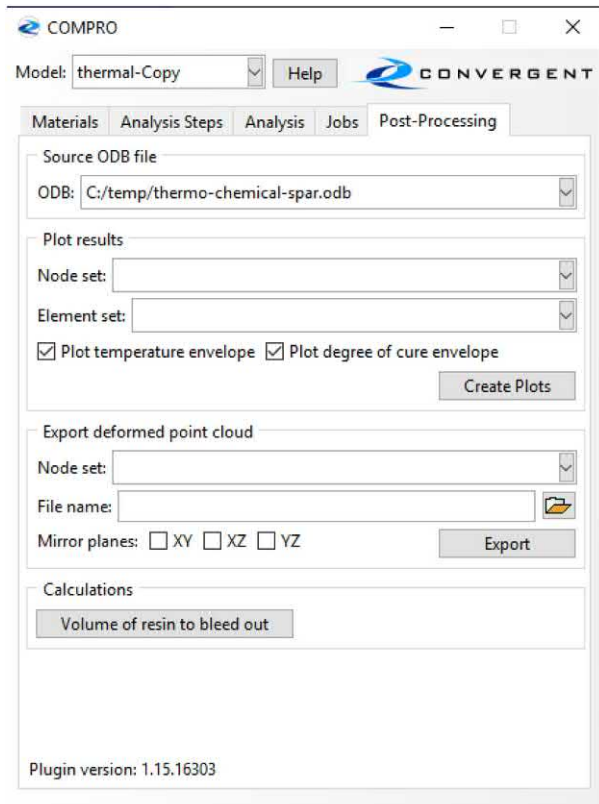 COMPRO
Model: thermal-Copy Help CONVERGENT
Materials Analysis Steps Analysis Jobs Post-Processing
Source ODB file
ODB: C:/temp/thermo-chemical-spar.odb
Plot results
Node set:
Element set:
Plot temperature envelope Plot degree of cure envelope
Create Plots
Export deformed point cloud
Node set:
File name:
Mirror planes: XY XZ YZ Export
Calculations
Volume of resin to bleed out
Plugin version: 1.15.16303